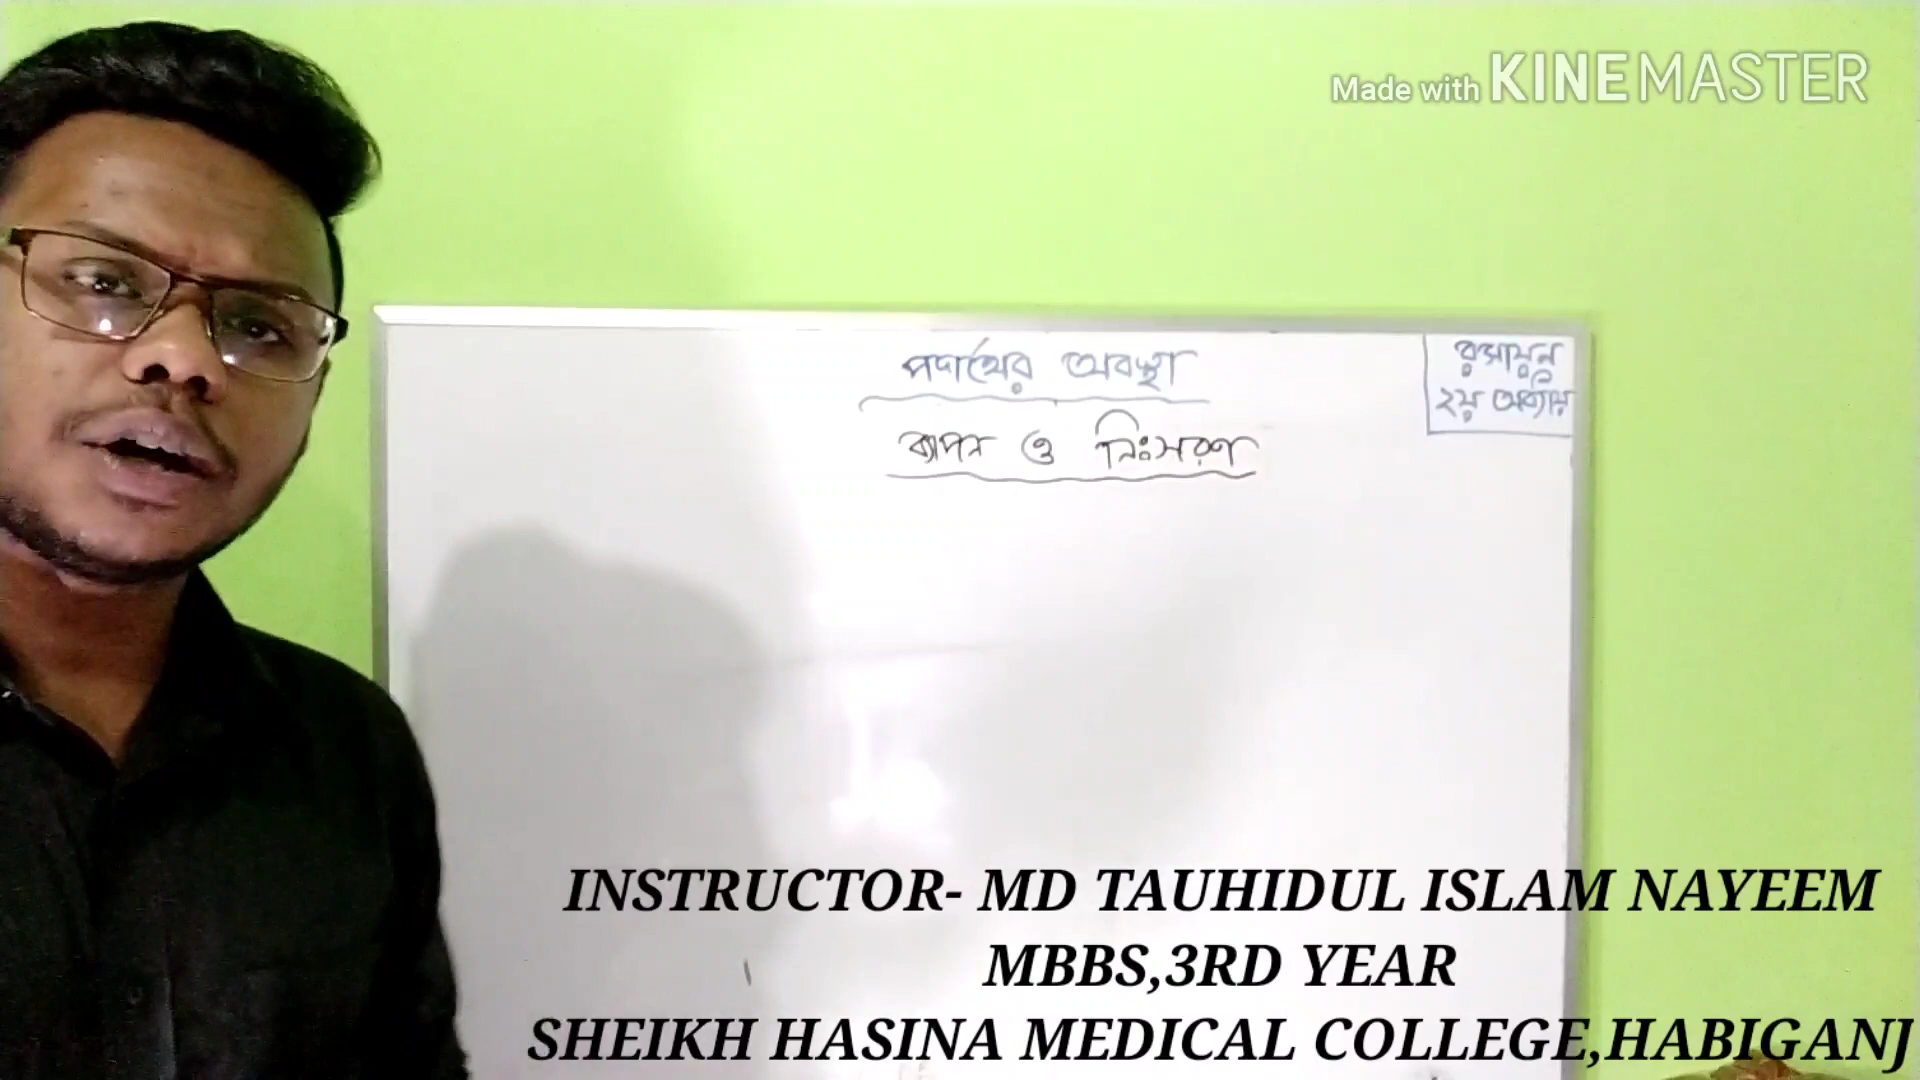 Made with KINEMASTER
পদার্থের অবস্থা
রসায়ন
২য় অধ্যায়
ব্যাপন ও নিঃসরণ
INSTRUCTOR- MD TAUHIDUL ISLAM NAYEEM
MBBS,3RD YEAR
SHEIKH HASINA MEDICAL COLLEGE,HABIGANJ